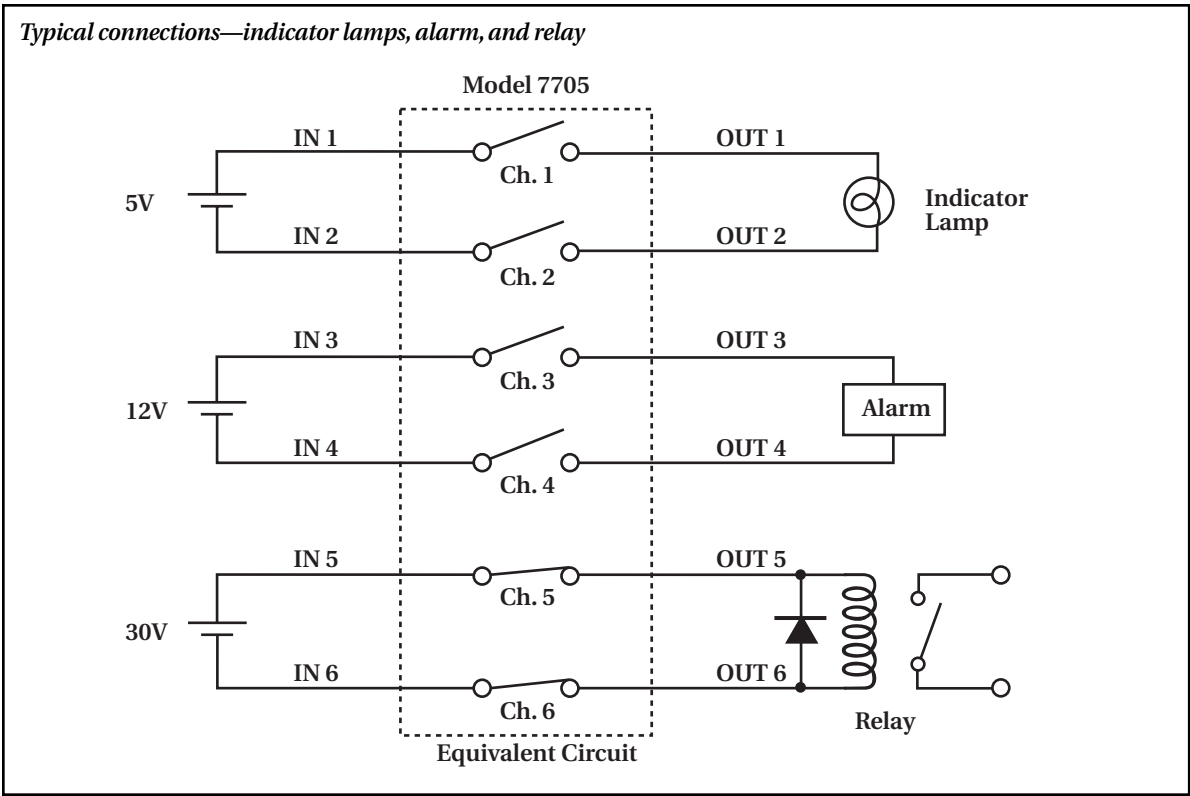 Typical connections—indicator lamps, alarm, and relay
Model 7705
IN 1
OUT 1
Ch. 1
5V
Indicator
Lamp
IN 2
OUT 2
Ch. 2
IN 3
OUT 3
Ch. 3
12V
Alarm
IN 4
OUT 4
Ch. 4
IN 5
OUT 5
Ch. 5
30V
IN 6
OUT 6
Ch. 6
Relay
Equivalent Circuit